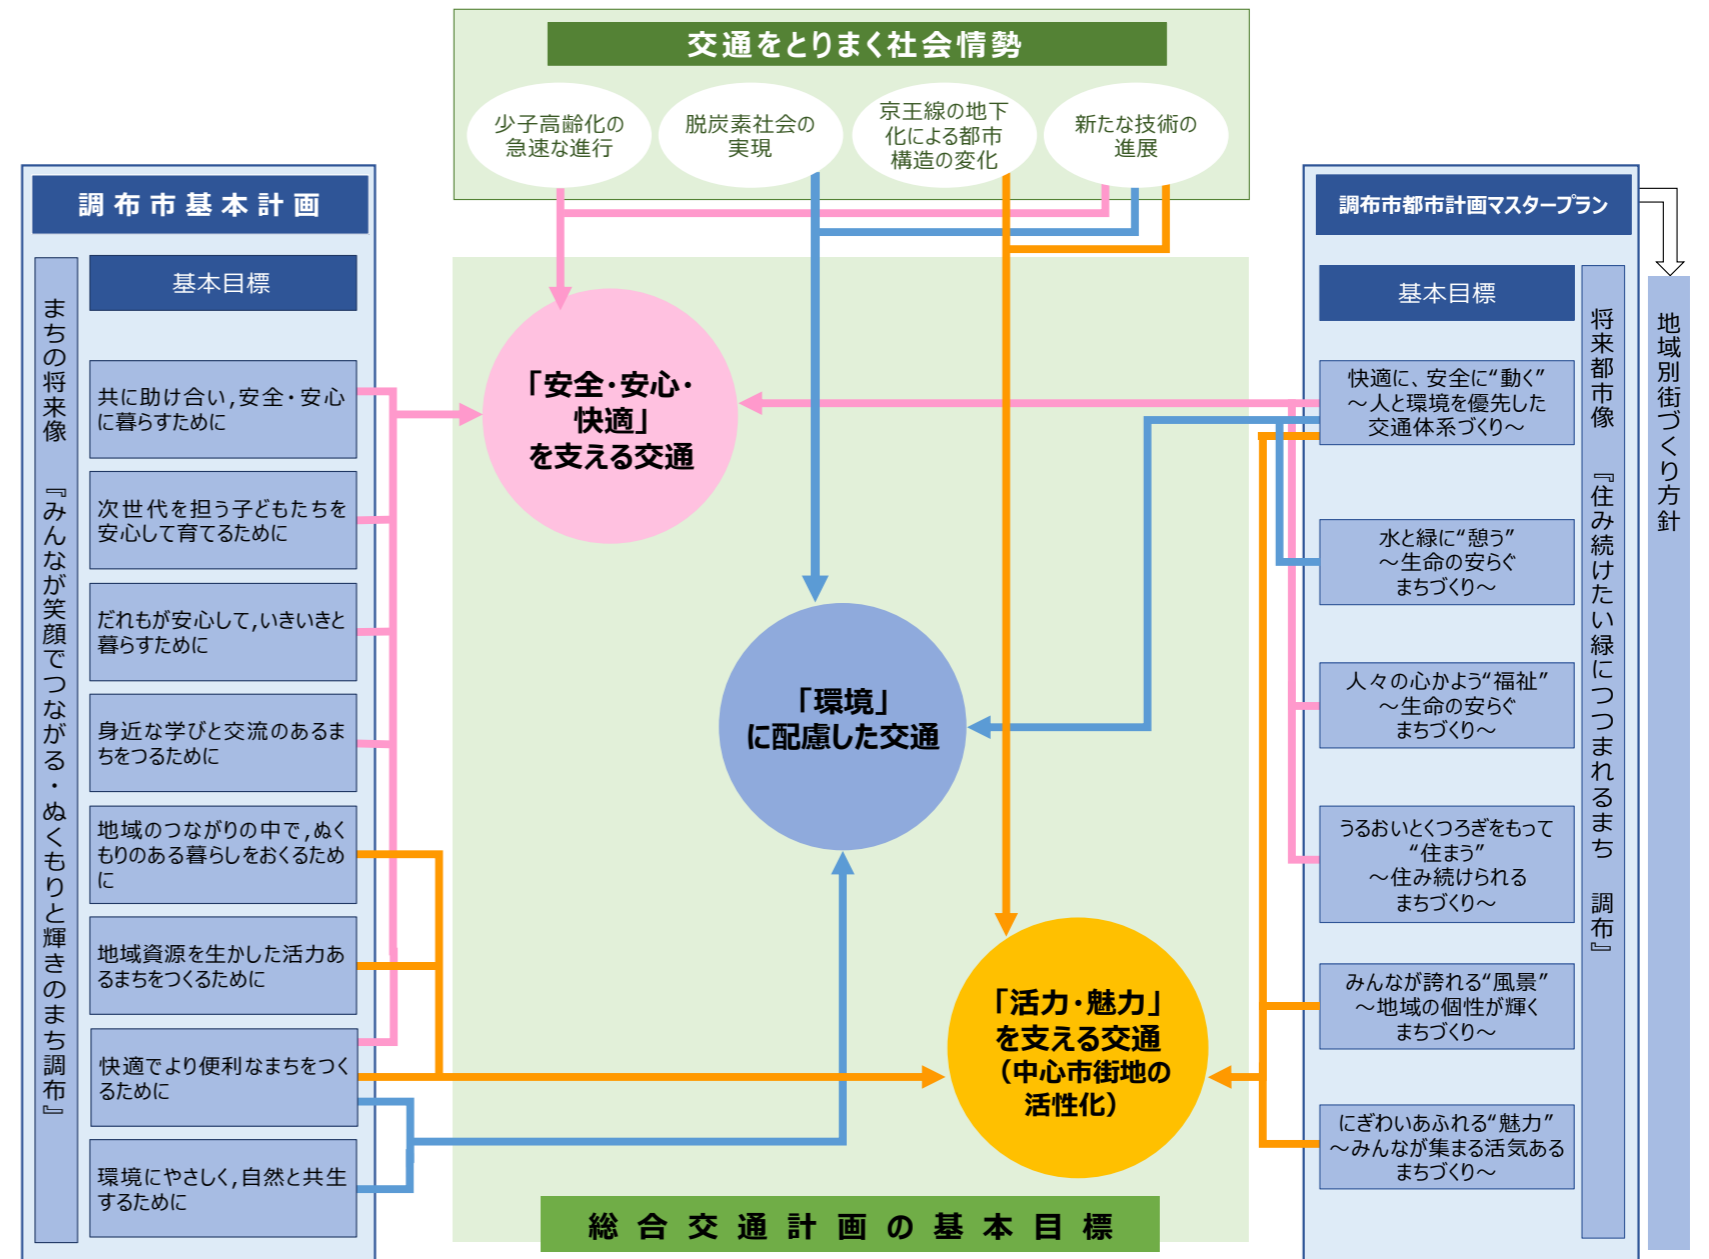 交通をとりまく社会情勢
少子高齢化の
急速な進行
脱炭素社会の
実現
京王線の地下
化による都市
構造の変化
新たな技術の
進展
調布市基本計画
まちの将来像 『みんなが笑顔でつながる・ぬくもりと輝きのまち調布』
基本目標
共に助け合い,安全・安心
に暮らすために
次世代を担う子どもたちを
安心して育てるために
だれもが安心して,いきいきと
暮らすために
身近な学びと交流のあるま
ちをつるために
地域のつながりの中で,ぬく
もりのある暮らしをおくるため
に
地域資源を生かした活力あ
るまちをつくるために
快適でより便利なまちをつく
るために
環境にやさしく,自然と共生
するために
「安全・安心・
快適」
を支える交通
「環境」
に配慮した交通
「活力・魅力」
を支える交通
（中心市街地の
活性化）
総合交通計画の基本目標
調布市都市計画マスタープラン
基本目標
快適に、安全に“動く”
～人と環境を優先した
交通体系づくり～
水と緑に“憩う”
～生命の安らぐ
まちづくり～
人々の心かよう“福祉”
～生命の安らぐ
まちづくり～
うるおいとくつろぎをもって
“住まう”
～住み続けられる
まちづくり～
みんなが誇れる“風景”
～地域の個性が輝く
まちづくり～
にぎわいあふれる“魅力”
～みんなが集まる活気ある
まちづくり～
将来都市像 『住み続けたい緑につつまれるまち 調布』
地域別街づくり方針